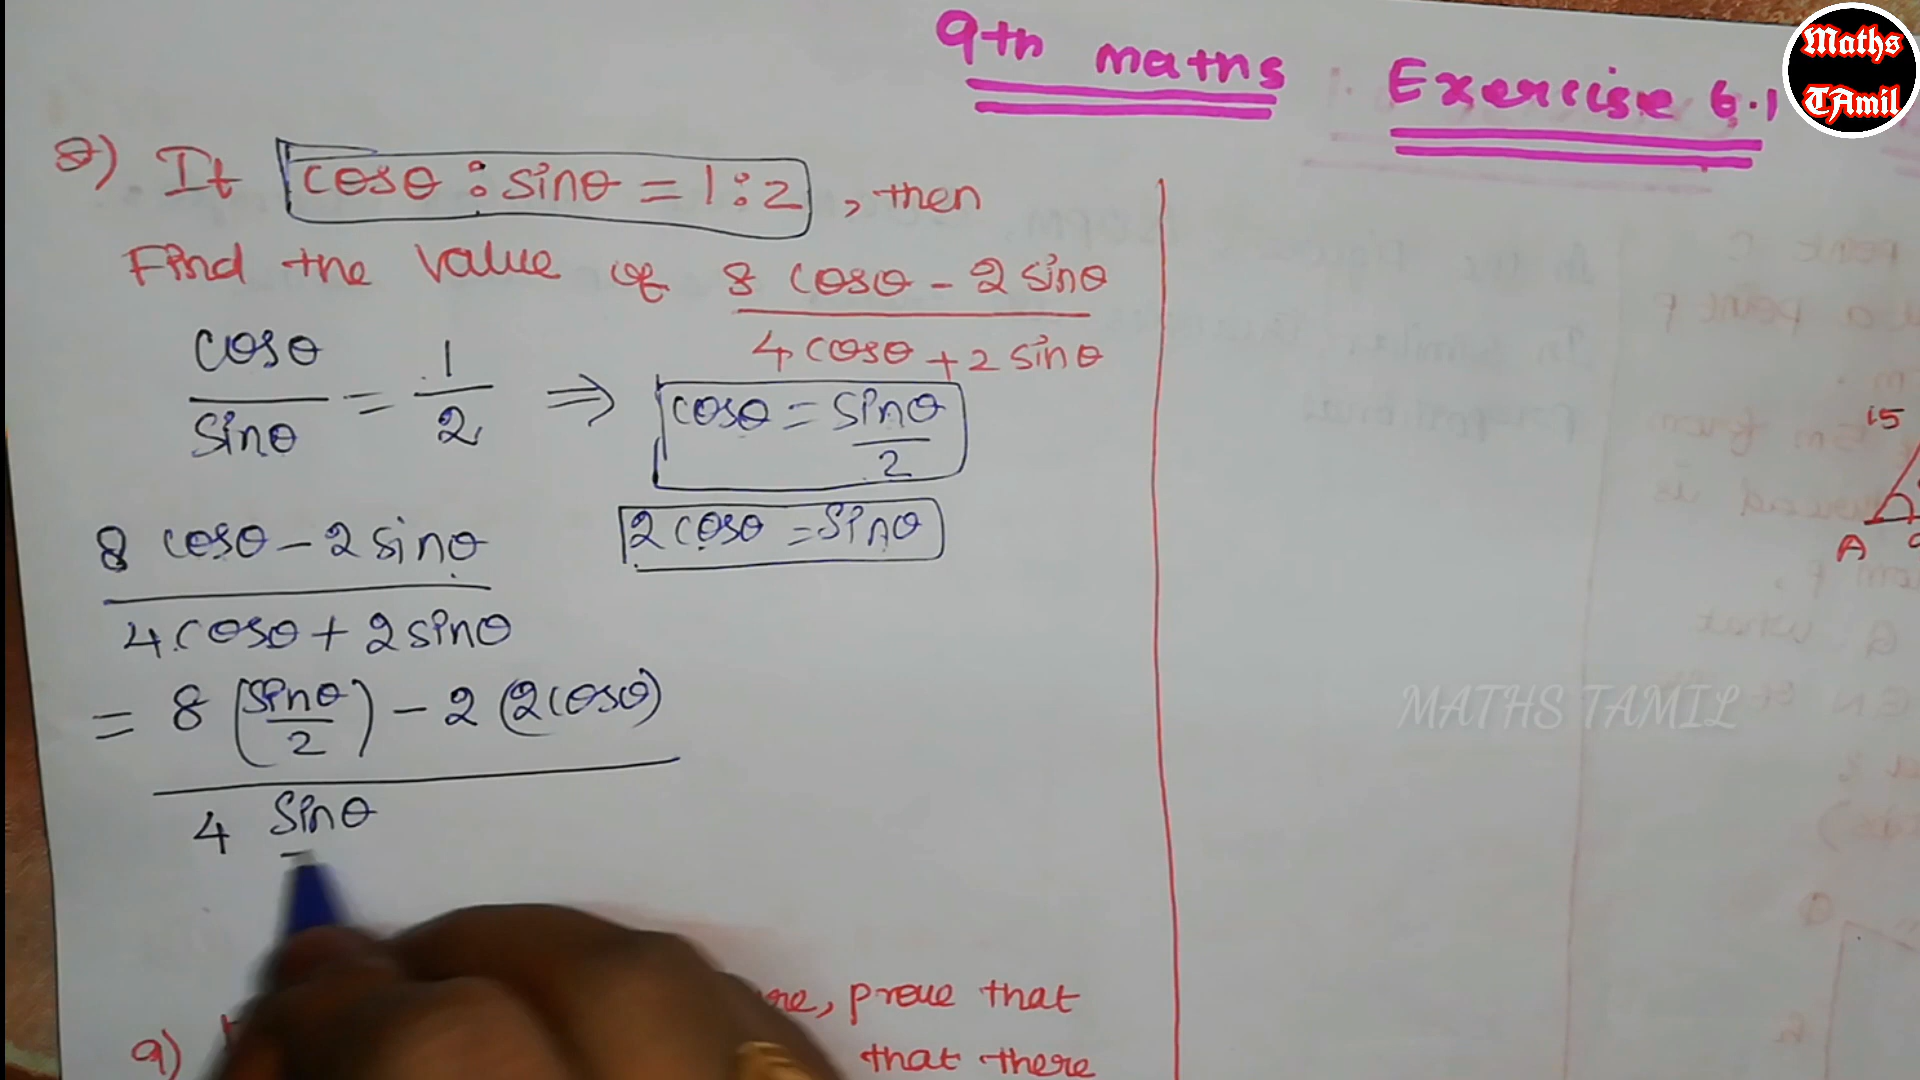 9th maths Exercise 6.1
Maths
TAmil
8) If cosθ : sinθ = 1 : 2, then
Find the value of 8 cosθ - 2 sinθ
4 cosθ + 2 sinθ
cosθ / sinθ = 1 / 2 ⇒ cosθ = sinθ / 2
2 cosθ = sinθ
8 cosθ - 2 sinθ
4 cosθ + 2 sinθ
= 8 (sinθ / 2) - 2 (2 cosθ)
4 sinθ
MATHS TAMIL
15
A
prove that
9)
that there